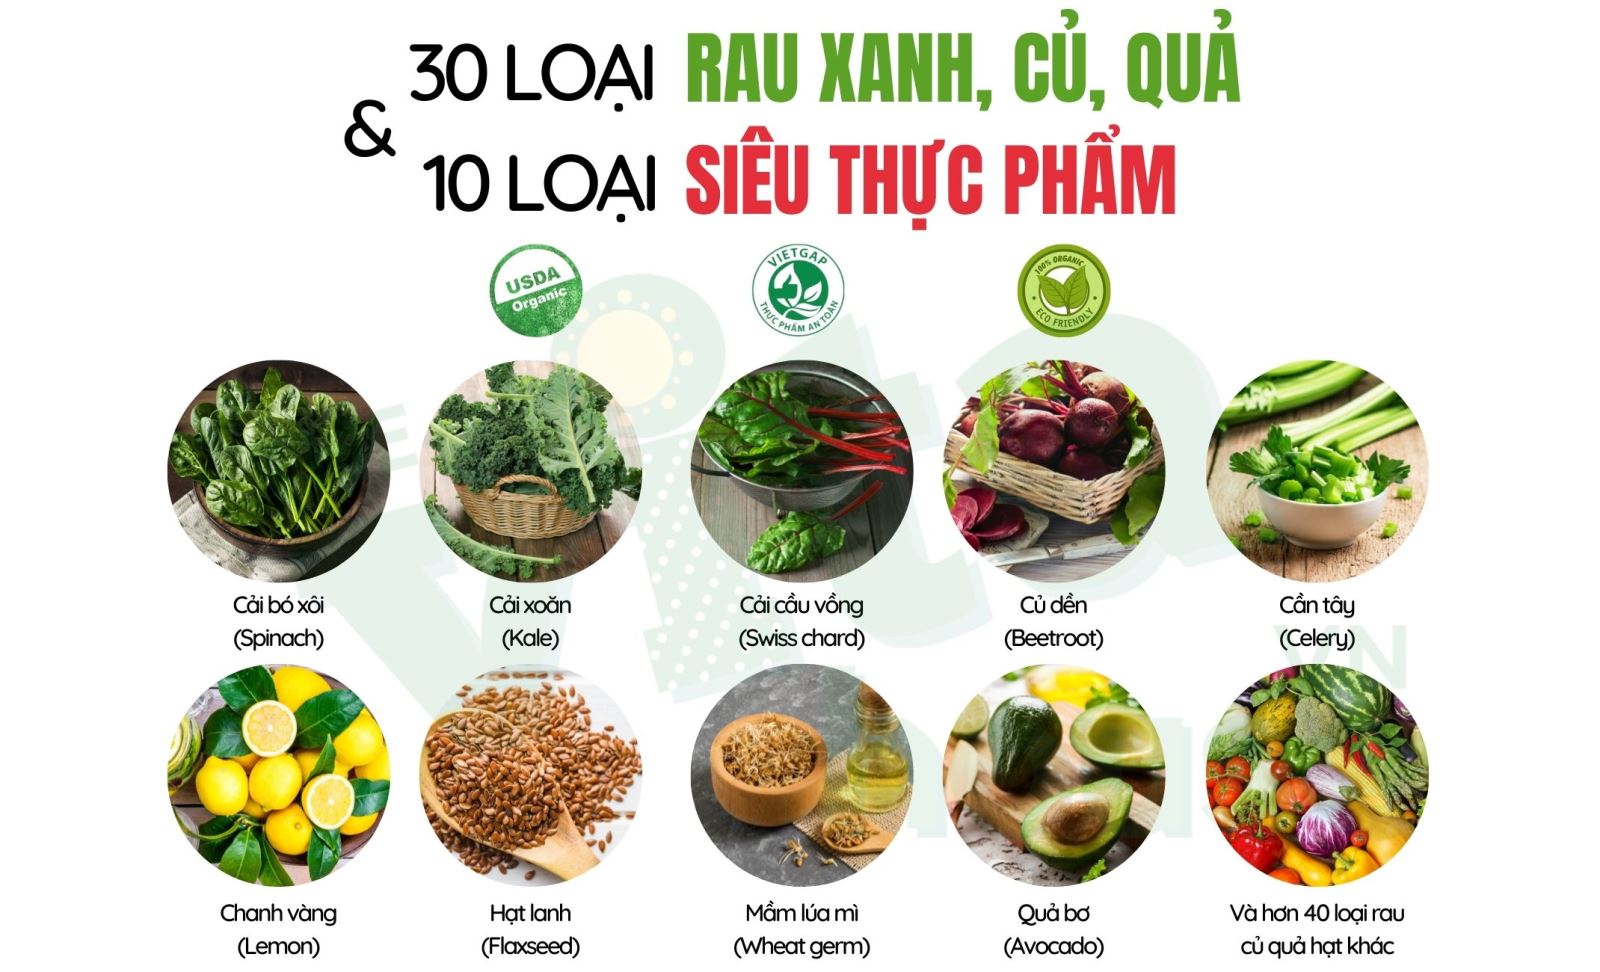 30 LOẠI RAU XANH, CỦ, QUẢ
&
10 LOẠI SIÊU THỰC PHẨM
USDA
Organic
VIETGAP
THỰC PHẨM AN TOÀN
100% ORGANIC
ECO FRIENDLY
Cải bó xôi
(Spinach)
Cải xoăn
(Kale)
Cải cầu vồng
(Swiss chard)
Củ dền
(Beetroot)
Cần tây
(Celery)
Chanh vàng
(Lemon)
Hạt lanh
(Flaxseed)
Mầm lúa mì
(Wheat germ)
Quả bơ
(Avocado)
Và hơn 40 loại rau
củ quả hạt khác
Vita
VN